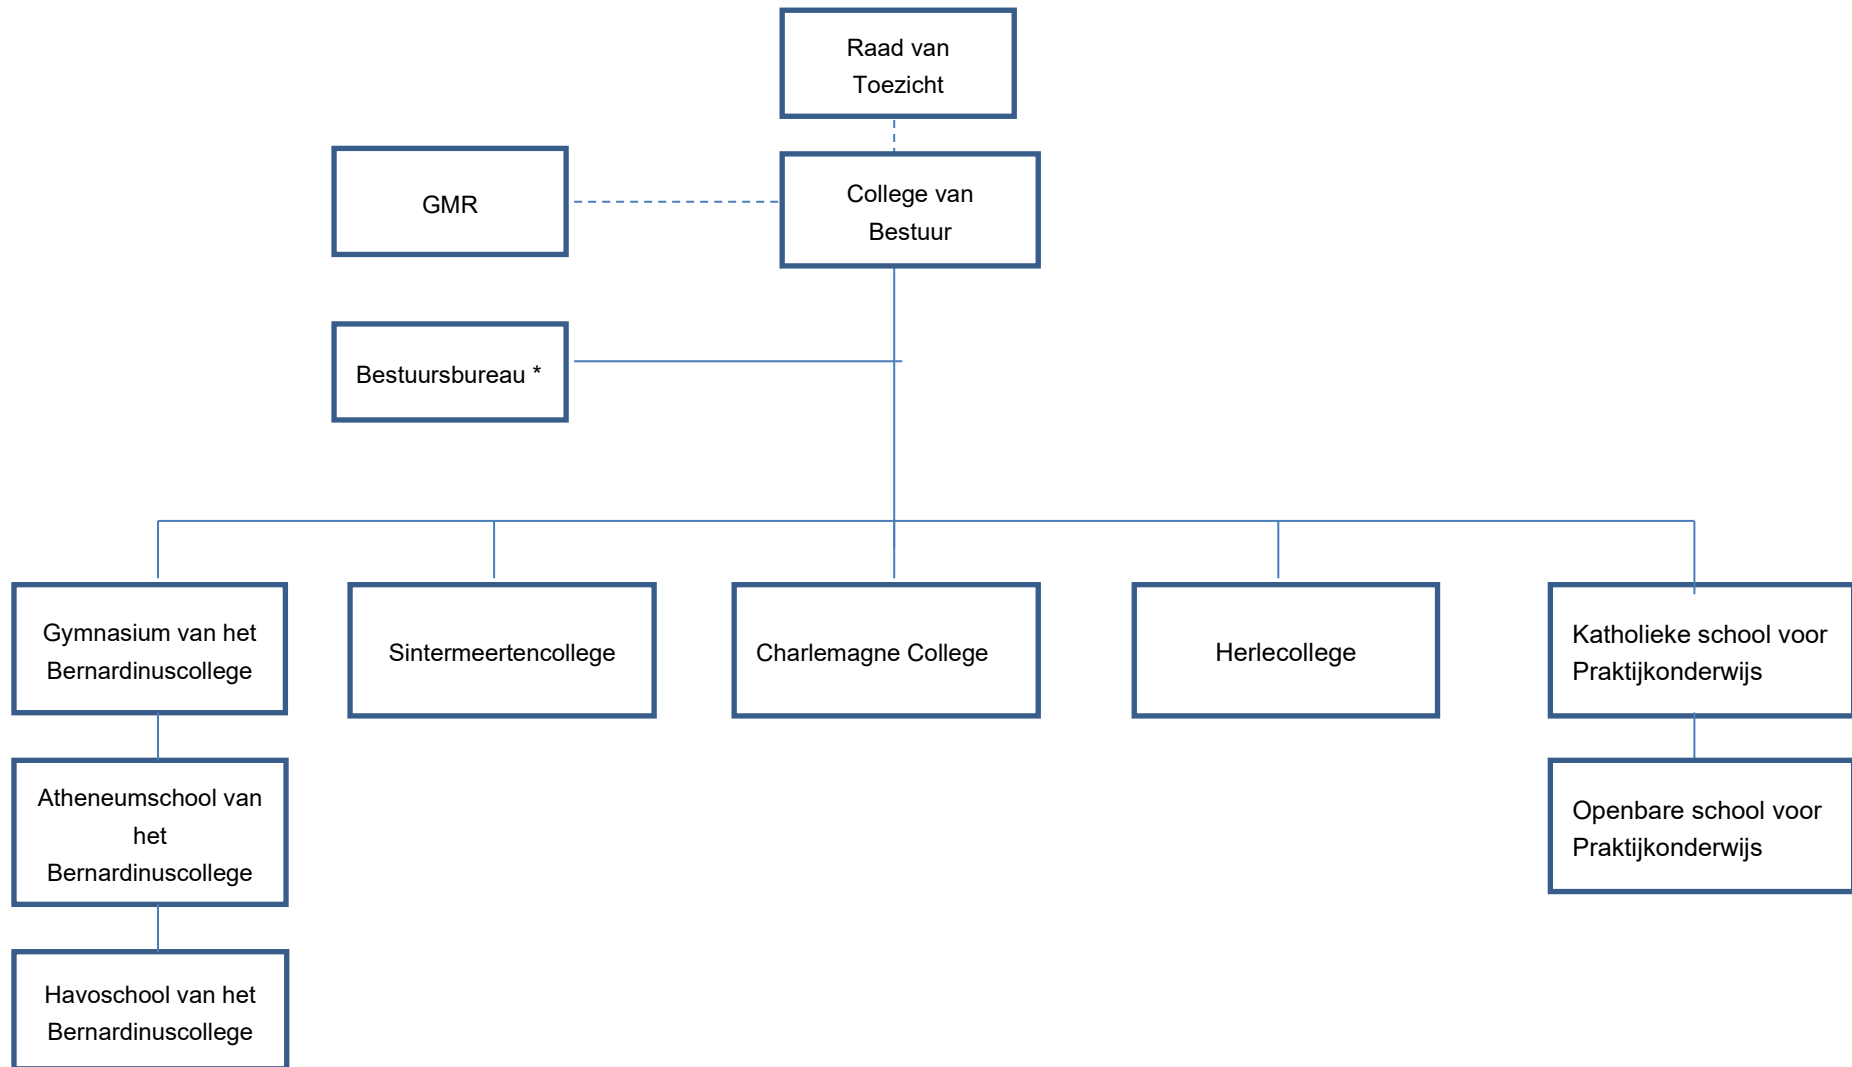 Raad van
Toezicht
GMR
College van
Bestuur
Bestuursbureau *
Gymnasium van het
Bernardinuscollege
Sintermeertencollege
Charlemagne College
Herlecollege
Katholieke school voor
Praktijkonderwijs
Atheneumschool van
het
Bernardinuscollege
Openbare school voor
Praktijkonderwijs
Havoschool van het
Bernardinuscollege